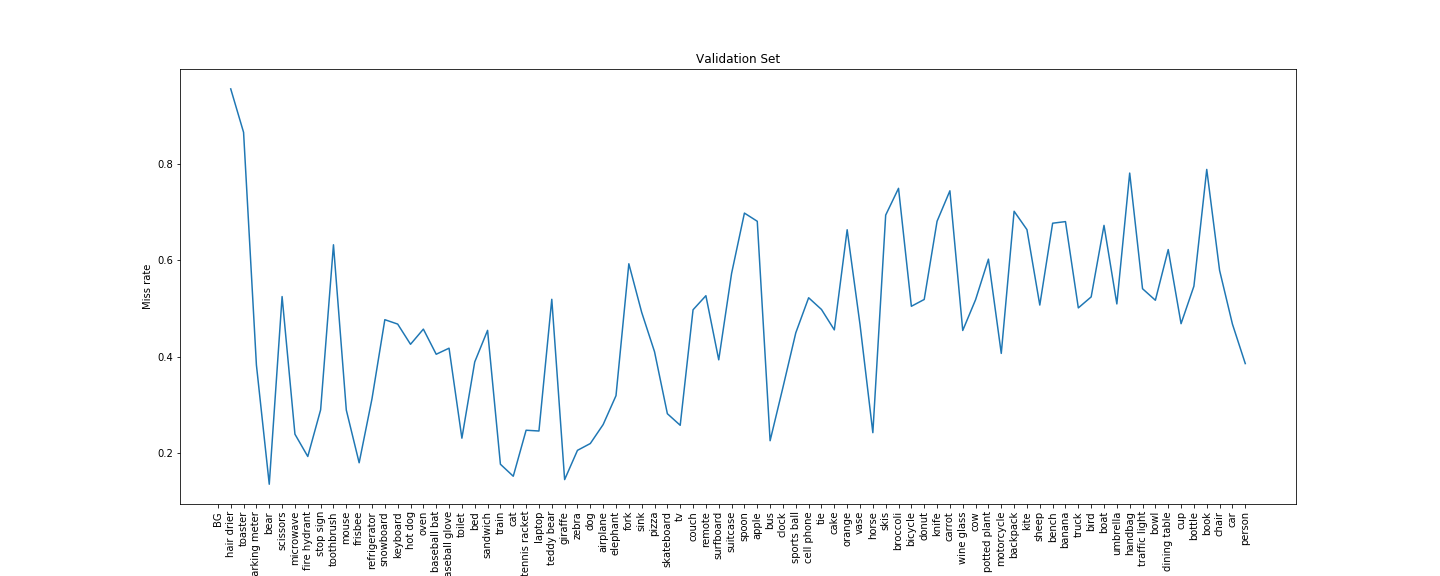 Validation Set
Miss rate
0.8
0.6
0.4
0.2
BG
hair drier
toaster
arking meter
bear
scissors
microwave
fire hydrant
stop sign
toothbrush
mouse
frisbee
refrigerator
snowboard
keyboard
hot dog
oven
baseball bat
aseball glove
toilet
bed
sandwich
train
cat
tennis racket
laptop
teddy bear
giraffe
zebra
dog
airplane
elephant
fork
sink
pizza
skateboard
tv
couch
remote
surfboard
suitcase
spoon
apple
bus
clock
sports ball
cell phone
tie
cake
orange
vase
horse
skis
broccoli
bicycle
donut
knife
carrot
wine glass
cow
potted plant
motorcycle
backpack
kite
sheep
bench
banana
truck
bird
boat
umbrella
handbag
traffic light
bowl
dining table
cup
bottle
book
chair
car
person